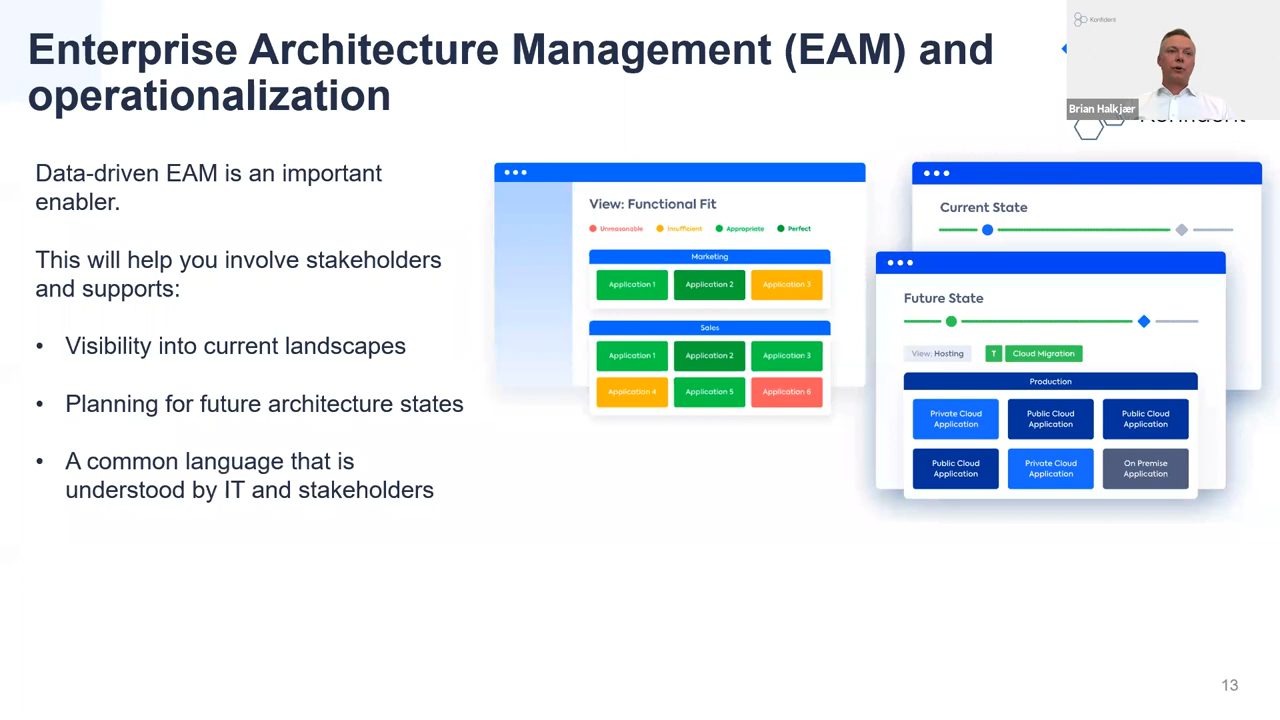 Enterprise Architecture Management (EAM) and
operationalization
Konfident
Brian Halkjær
Data-driven EAM is an important
enabler.
This will help you involve stakeholders
and supports:
• Visibility into current landscapes
• Planning for future architecture states
• A common language that is
understood by IT and stakeholders
View: Functional Fit
Unreasonable Insufficient Appropriate Perfect
Marketing
Application 1 Application 2 Application 3
Sales
Application 1 Application 2 Application 3
Application 4 Application 5 Application 6
Current State
Future State
View: Hosting T Cloud Migration
Production
Private Cloud Application
Public Cloud Application
Public Cloud Application
Public Cloud Application
Private Cloud Application
On Premise Application
13